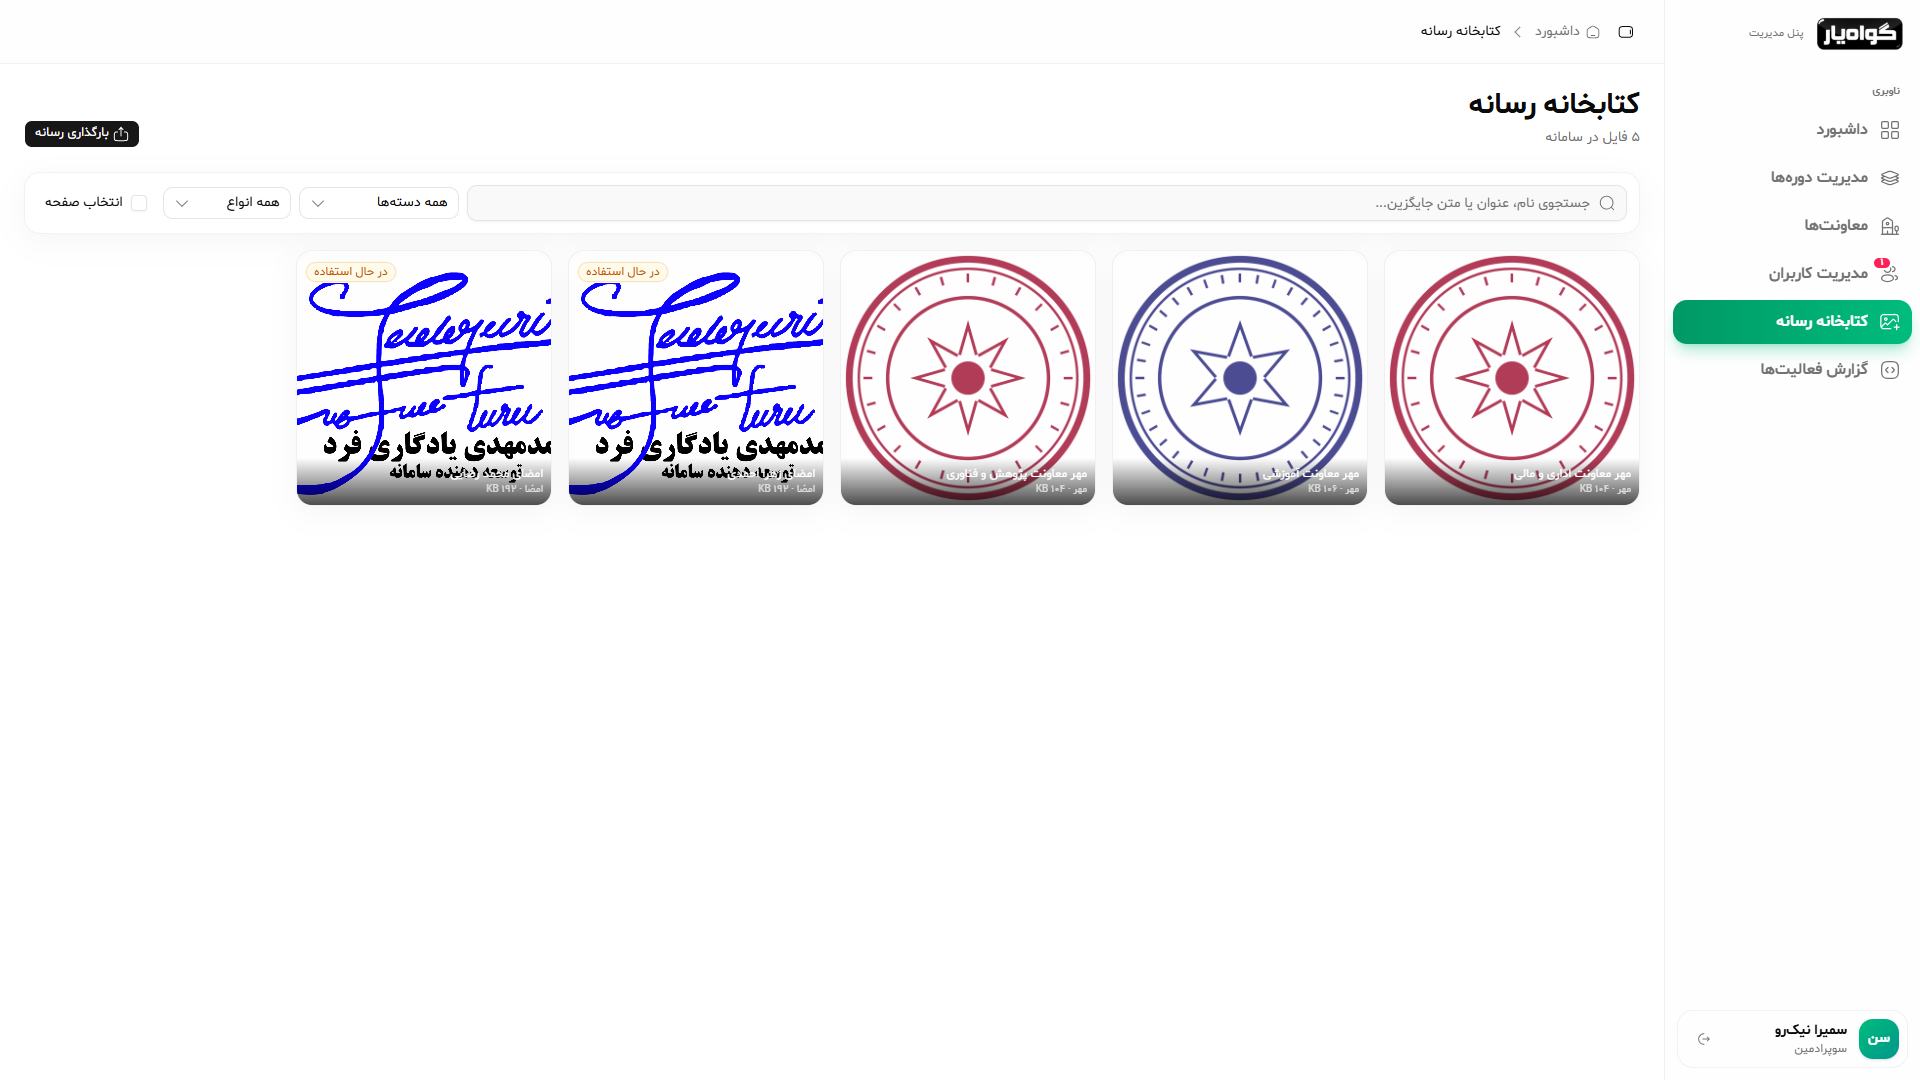 گواه‌یار
پنل مدیریت
ناوبری
داشبورد
مدیریت دوره‌ها
معاونت‌ها
۱
مدیریت کاربران
کتابخانه رسانه
گزارش فعالیت‌ها
سن
سمیرا نیک‌رو
سوپرادمین
داشبورد
کتابخانه رسانه
کتابخانه رسانه
۵ فایل در سامانه
بارگذاری رسانه
جستجوی نام، عنوان یا متن جایگزین...
همه دسته‌ها
همه انواع
انتخاب صفحه
مهر معاونت اداری و مالی
مهر · ۱۰۴ KB
مهر معاونت آموزشی
مهر · ۱۰۶ KB
مهر معاونت پژوهش و فناوری
مهر · ۱۰۴ KB
در حال استفاده
مدمهدی یادگاری فرد
توسعه دهنده سامانه
امضا · ۱۹۲ KB
در حال استفاده
مدمهدی یادگاری فرد
توسعه دهنده سامانه
امضا · ۱۹۲ KB